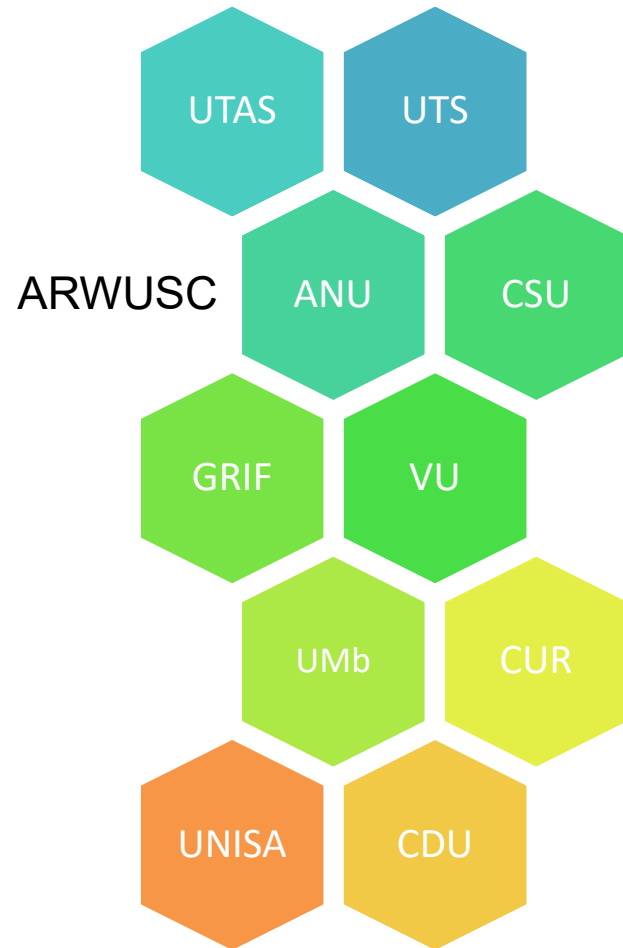 UTAS UTS
ARWUSC ANU CSU
GRIF VU
UMb CUR
UNISA CDU